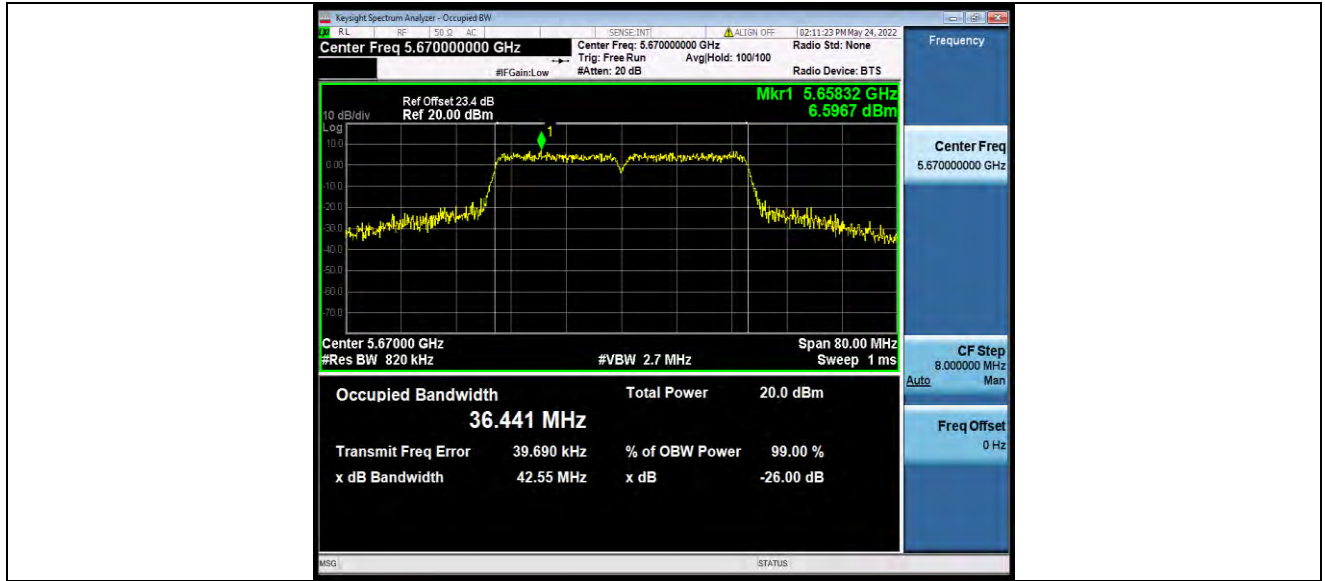 Keysight Spectrum Analyzer - Occupied BW
RL RF 50 Ω AC SENSE:INT ALIGN OFF 02:11:23 PM May 24, 2022
Center Freq 5.670000000 GHz
Center Freq: 5.670000000 GHz Radio Std: None
Trig: Free Run Avg|Hold: 100/100
#IFGain:Low #Atten: 20 dB Radio Device: BTS
Frequency
Mkr1 5.65832 GHz
6.5967 dBm
Ref Offset 23.4 dB
10 dB/div Ref 20.00 dBm
Log
1
10.0
0.00
-10.0
-20.0
-30.0
-40.0
-50.0
-60.0
-70.0
Center 5.67000 GHz Span 80.00 MHz
#Res BW 820 kHz #VBW 2.7 MHz Sweep 1 ms
Occupied Bandwidth Total Power 20.0 dBm
36.441 MHz
Transmit Freq Error 39.690 kHz % of OBW Power 99.00 %
x dB Bandwidth 42.55 MHz x dB -26.00 dB
Center Freq
5.670000000 GHz
CF Step
8.000000 MHz
Auto Man
Freq Offset
0 Hz
MSG STATUS